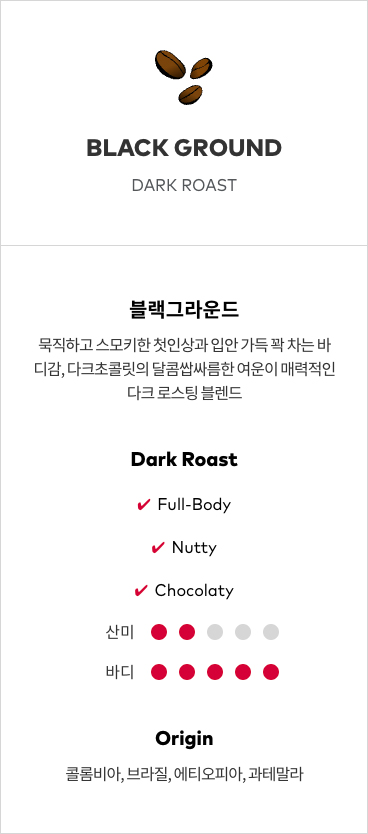 BLACK GROUND
DARK ROAST
블랙그라운드
묵직하고 스모키한 첫인상과 입안 가득 꽉 차는 바
디감, 다크초콜릿의 달콤쌉싸름한 여운이 매력적인
다크 로스팅 블렌드
Dark Roast
✔ Full-Body
✔ Nutty
✔ Chocolaty
산미
바디
Origin
콜롬비아, 브라질, 에티오피아, 과테말라